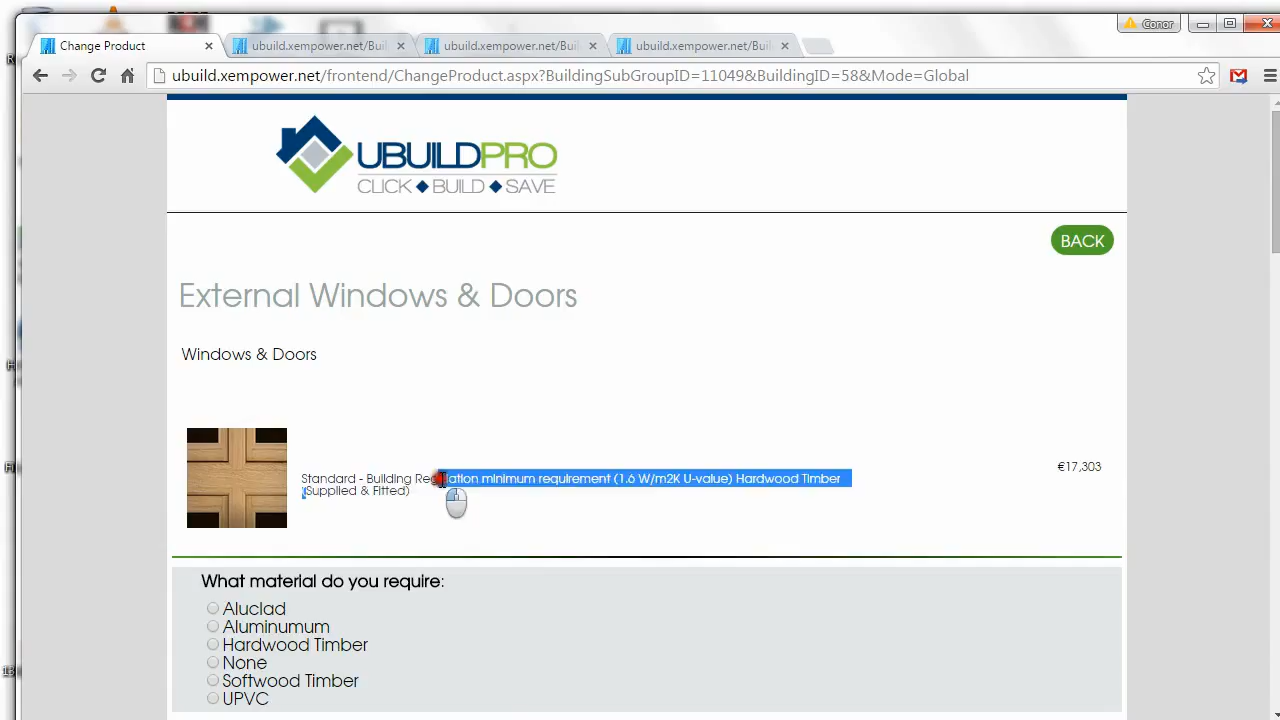 Conor
Change Product
ubuild.xempower.net/Buil
ubuild.xempower.net/Buil
ubuild.xempower.net/Buil
ubuild.xempower.net/frontend/ChangeProduct.aspx?BuildingSubGroupID=11049&BuildingID=58&Mode=Global
UBUILDPRO
CLICK ◆ BUILD ◆ SAVE
BACK
External Windows & Doors
Windows & Doors
€17,303
Standard - Building Regulation minimum requirement (1.6 W/m2K U-value) Hardwood Timber
(Supplied & Fitted)
What material do you require:
Aluclad
Aluminumum
Hardwood Timber
None
Softwood Timber
UPVC